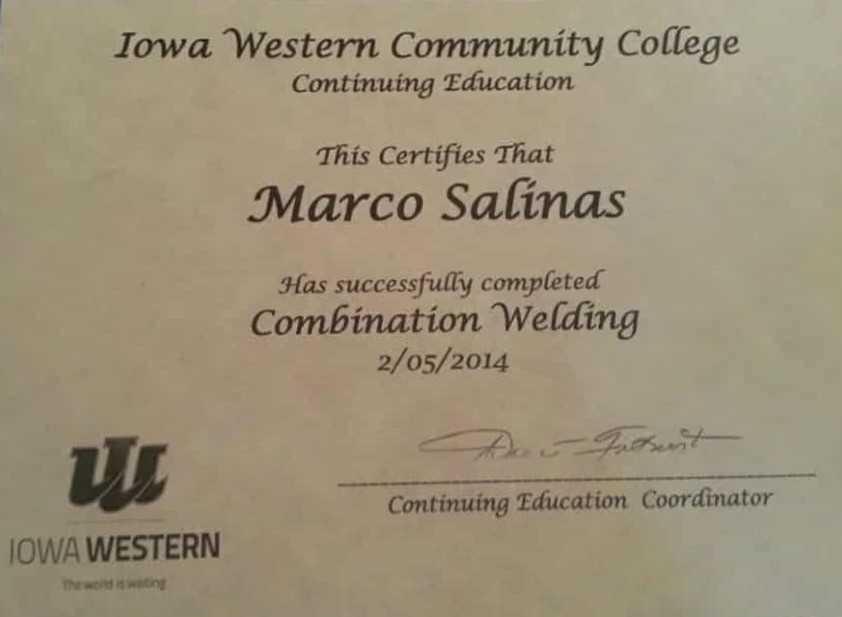 Iowa Western Community College
Continuing Education
This Certifies That
Marco Salinas
Has successfully completed
Combination Welding
2/05/2014
Continuing Education Coordinator
IOWA WESTERN
The world is waiting